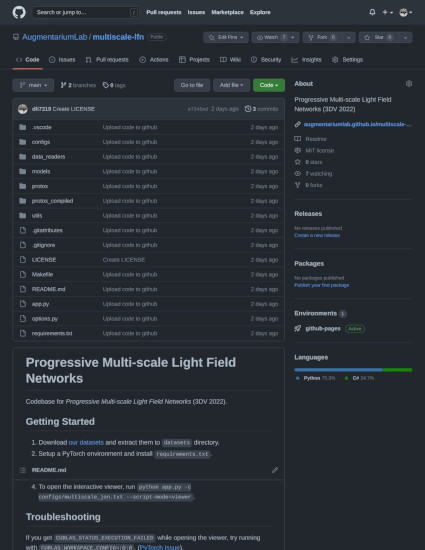 Search or jump to...
/
Pull requests Issues Marketplace Explore
AugmentariumLab / multiscale-lfn Public
Edit Pins Watch 7 Fork 0 Star 0
Code Issues Pull requests Actions Projects Wiki Security Insights Settings
main 2 branches 0 tags Go to file Add file Code
dli7319 Create LICENSE 2 days ago 3 commits
.vscode Upload code to github 2 days ago
configs Upload code to github 2 days ago
data_readers Upload code to github 2 days ago
models Upload code to github 2 days ago
protos Upload code to github 2 days ago
protos_compiled Upload code to github 2 days ago
utils Upload code to github 2 days ago
.gitattributes Upload code to github 2 days ago
.gitignore Upload code to github 2 days ago
LICENSE Create LICENSE 2 days ago
Makefile Upload code to github 2 days ago
README.md Upload code to github 2 days ago
app.py Upload code to github 2 days ago
options.py Upload code to github 2 days ago
requirements.txt Upload code to github 2 days ago
Progressive Multi-scale Light Field
Networks
Codebase for Progressive Multi-scale Light Field Networks (3DV 2022).
Getting Started
1. Download our datasets and extract them to datasets directory.
2. Setup a PyTorch environment and install requirements.txt.
README.md
4. To open the interactive viewer, run python app.py -c
configs/multiscale_jon.txt --script-mode=viewer.
Troubleshooting
If you get CUBLAS_STATUS_EXECUTION_FAILED while opening the viewer, try running
with CUBLAS_WORKSPACE_CONFIG=:0:0. (PyTorch Issue).
About
Progressive Multi-scale Light Field
Networks (3DV 2022)
augmentariumlab.github.io/multiscale-...
Readme
MIT license
0 stars
7 watching
0 forks
Releases
No releases published
Create a new release
Packages
No packages published
Publish your first package
Environments 1
github-pages Active
Languages
Python 75.3% C# 24.7%